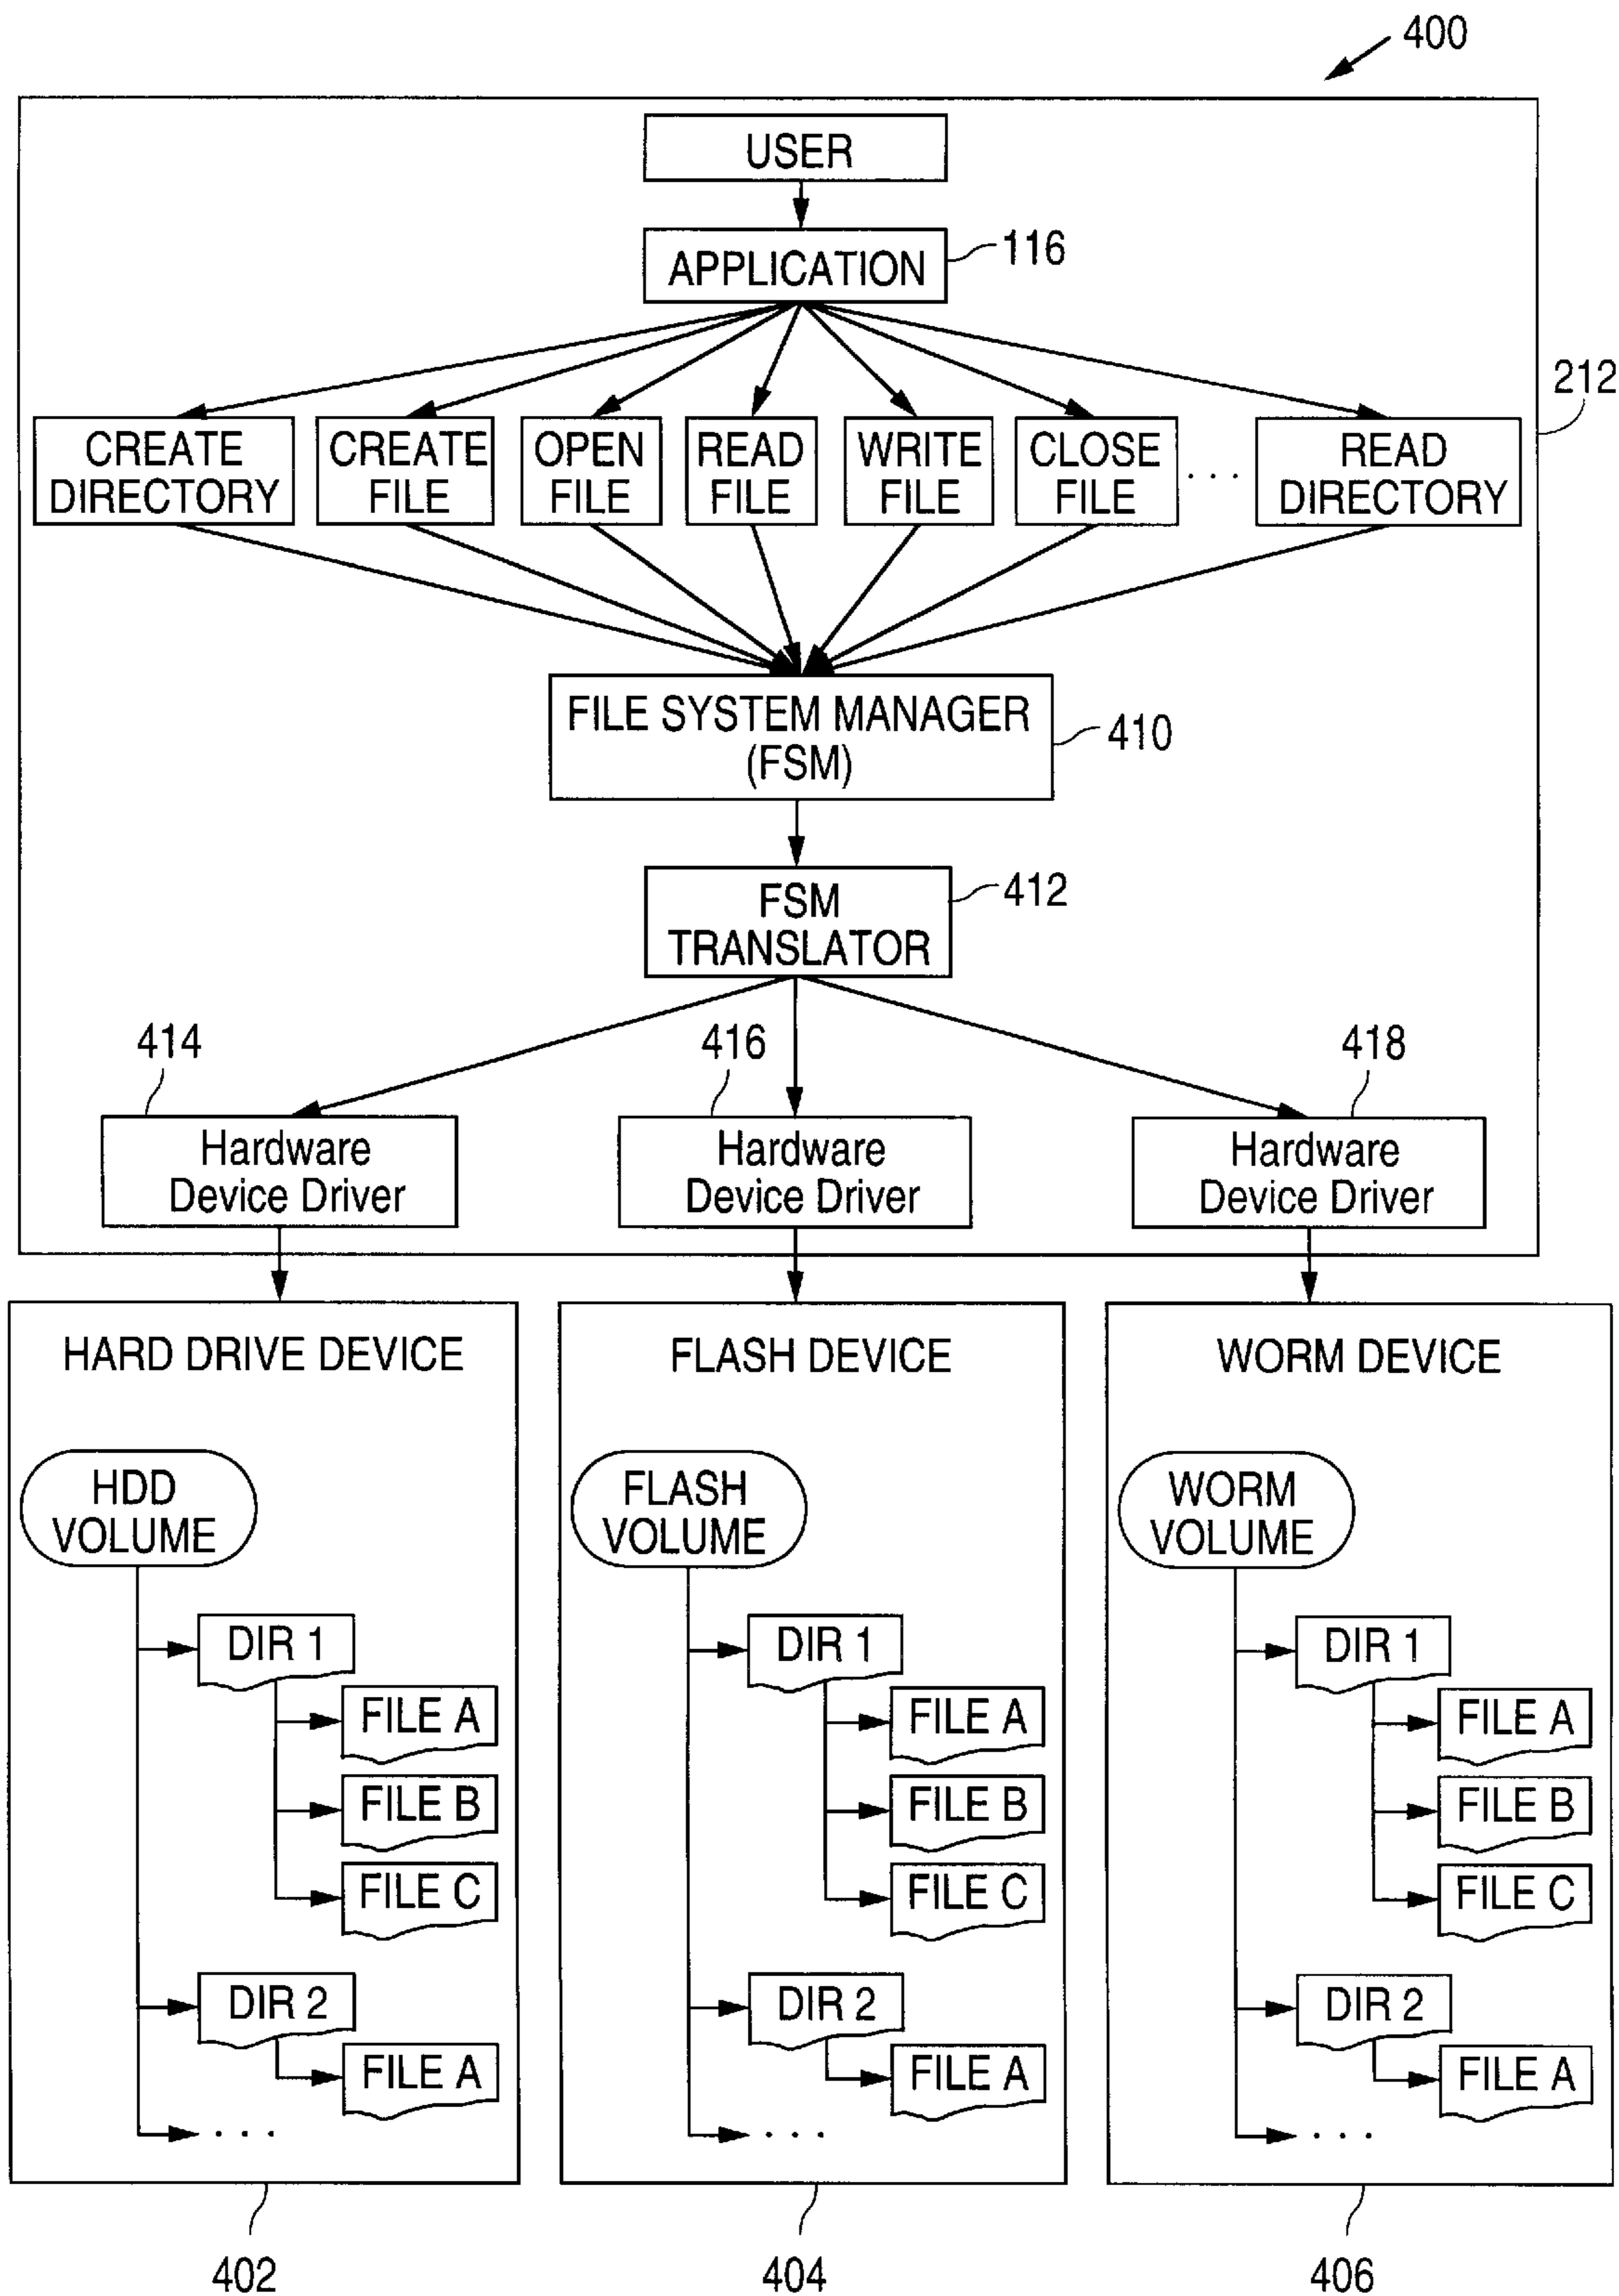 400
USER
APPLICATION
116
212
CREATE
DIRECTORY
CREATE
FILE
OPEN
FILE
READ
FILE
WRITE
FILE
CLOSE
FILE
. . .
READ
DIRECTORY
FILE SYSTEM MANAGER
(FSM)
410
FSM
TRANSLATOR
412
414
416
418
Hardware
Device Driver
Hardware
Device Driver
Hardware
Device Driver
HARD DRIVE DEVICE
HDD
VOLUME
DIR 1
FILE A
FILE B
FILE C
DIR 2
FILE A
. . .
402
FLASH DEVICE
FLASH
VOLUME
DIR 1
FILE A
FILE B
FILE C
DIR 2
FILE A
. . .
404
WORM DEVICE
WORM
VOLUME
DIR 1
FILE A
FILE B
FILE C
DIR 2
FILE A
. . .
406